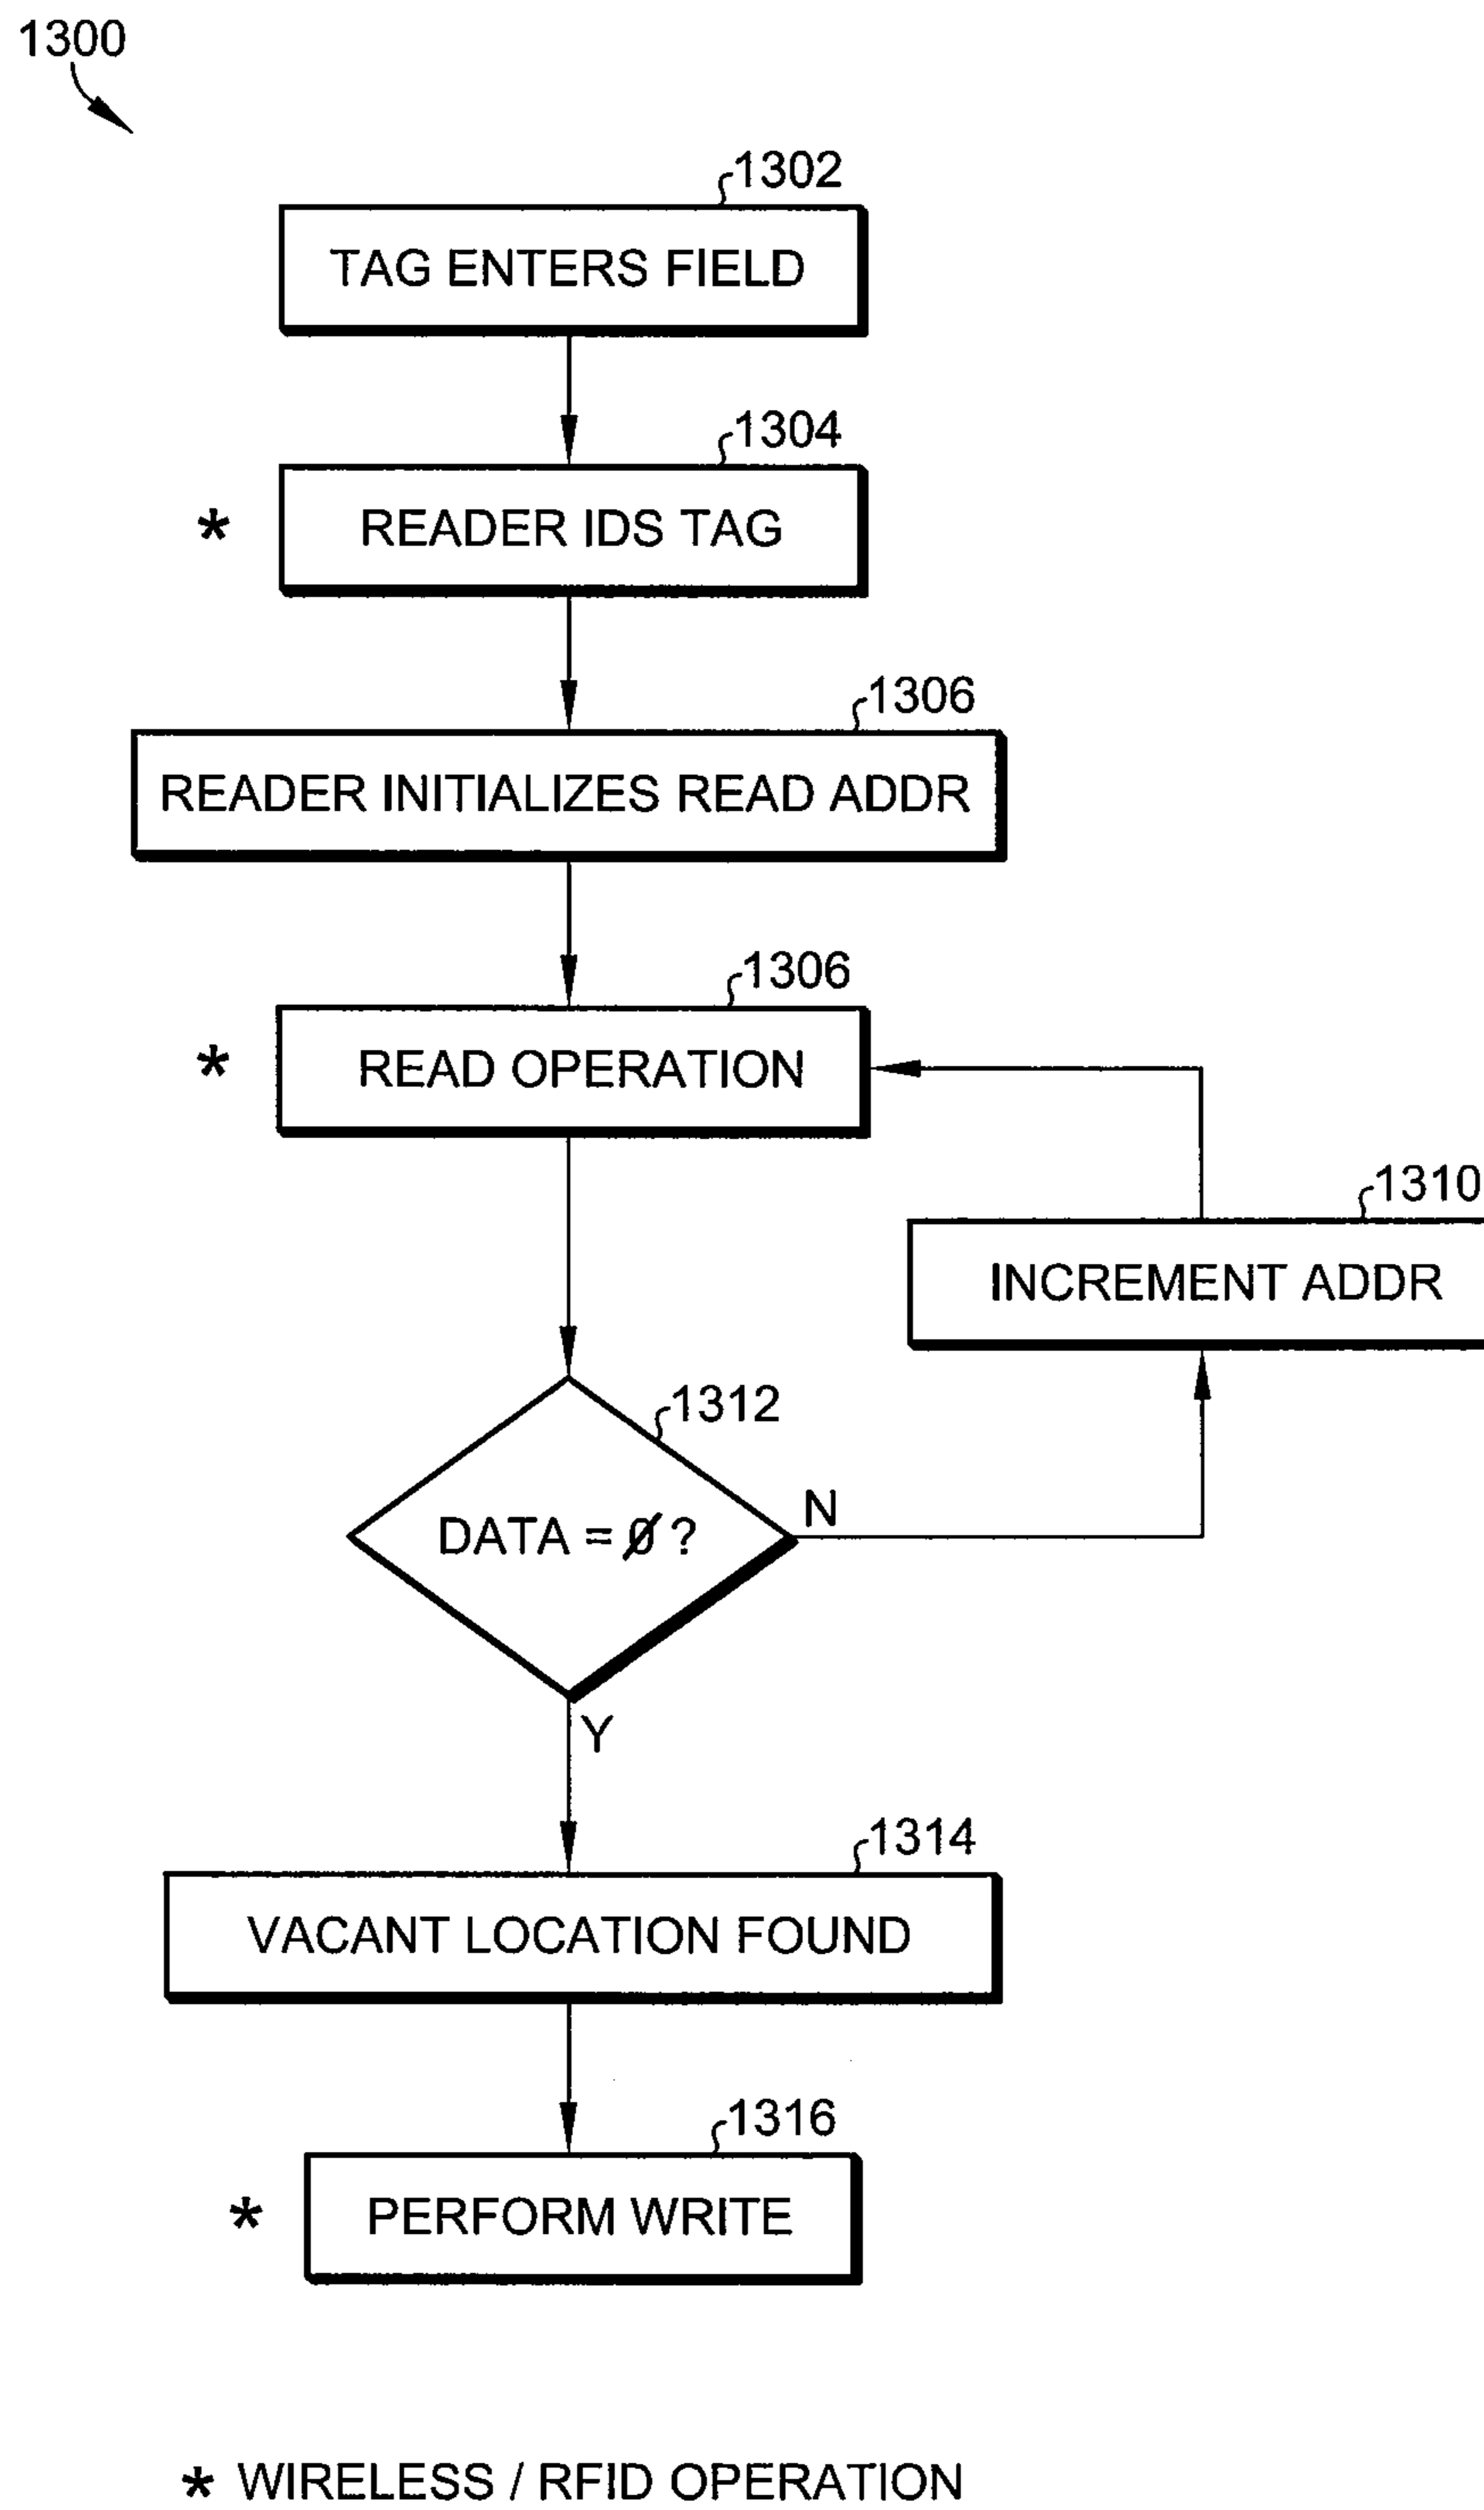 1300
1302
TAG ENTERS FIELD
1304
* READER IDS TAG
1306
READER INITIALIZES READ ADDR
1306
* READ OPERATION
1310
INCREMENT ADDR
1312
DATA = Ø ?
N
Y
1314
VACANT LOCATION FOUND
1316
* PERFORM WRITE
* WIRELESS / RFID OPERATION